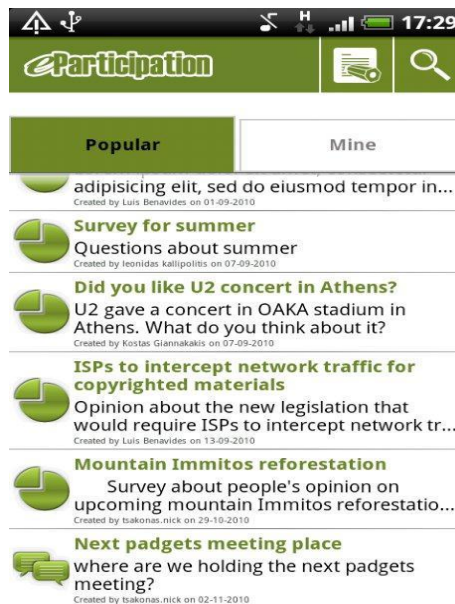 H
17:29
eParticipation
Popular
Mine
adipisicing elit, sed do eiusmod tempor in...
Created by Luis Benavides on 01-09-2010
Survey for summer
Questions about summer
Created by leonidas kallipolitis on 07-09-2010
Did you like U2 concert in Athens?
U2 gave a concert in OAKA stadium in
Athens. What do you think about it?
Created by Kostas Giannakakis on 07-09-2010
ISPs to intercept network traffic for
copyrighted materials
Opinion about the new legislation that
would require ISPs to intercept network tr...
Created by Luis Benavides on 13-09-2010
Mountain Immitos reforestation
Survey about people's opinion on
upcoming mountain Immitos reforestatio...
Created by tsakonas.nick on 29-10-2010
Next padgets meeting place
where are we holding the next padgets
meeting?
Created by tsakonas.nick on 02-11-2010